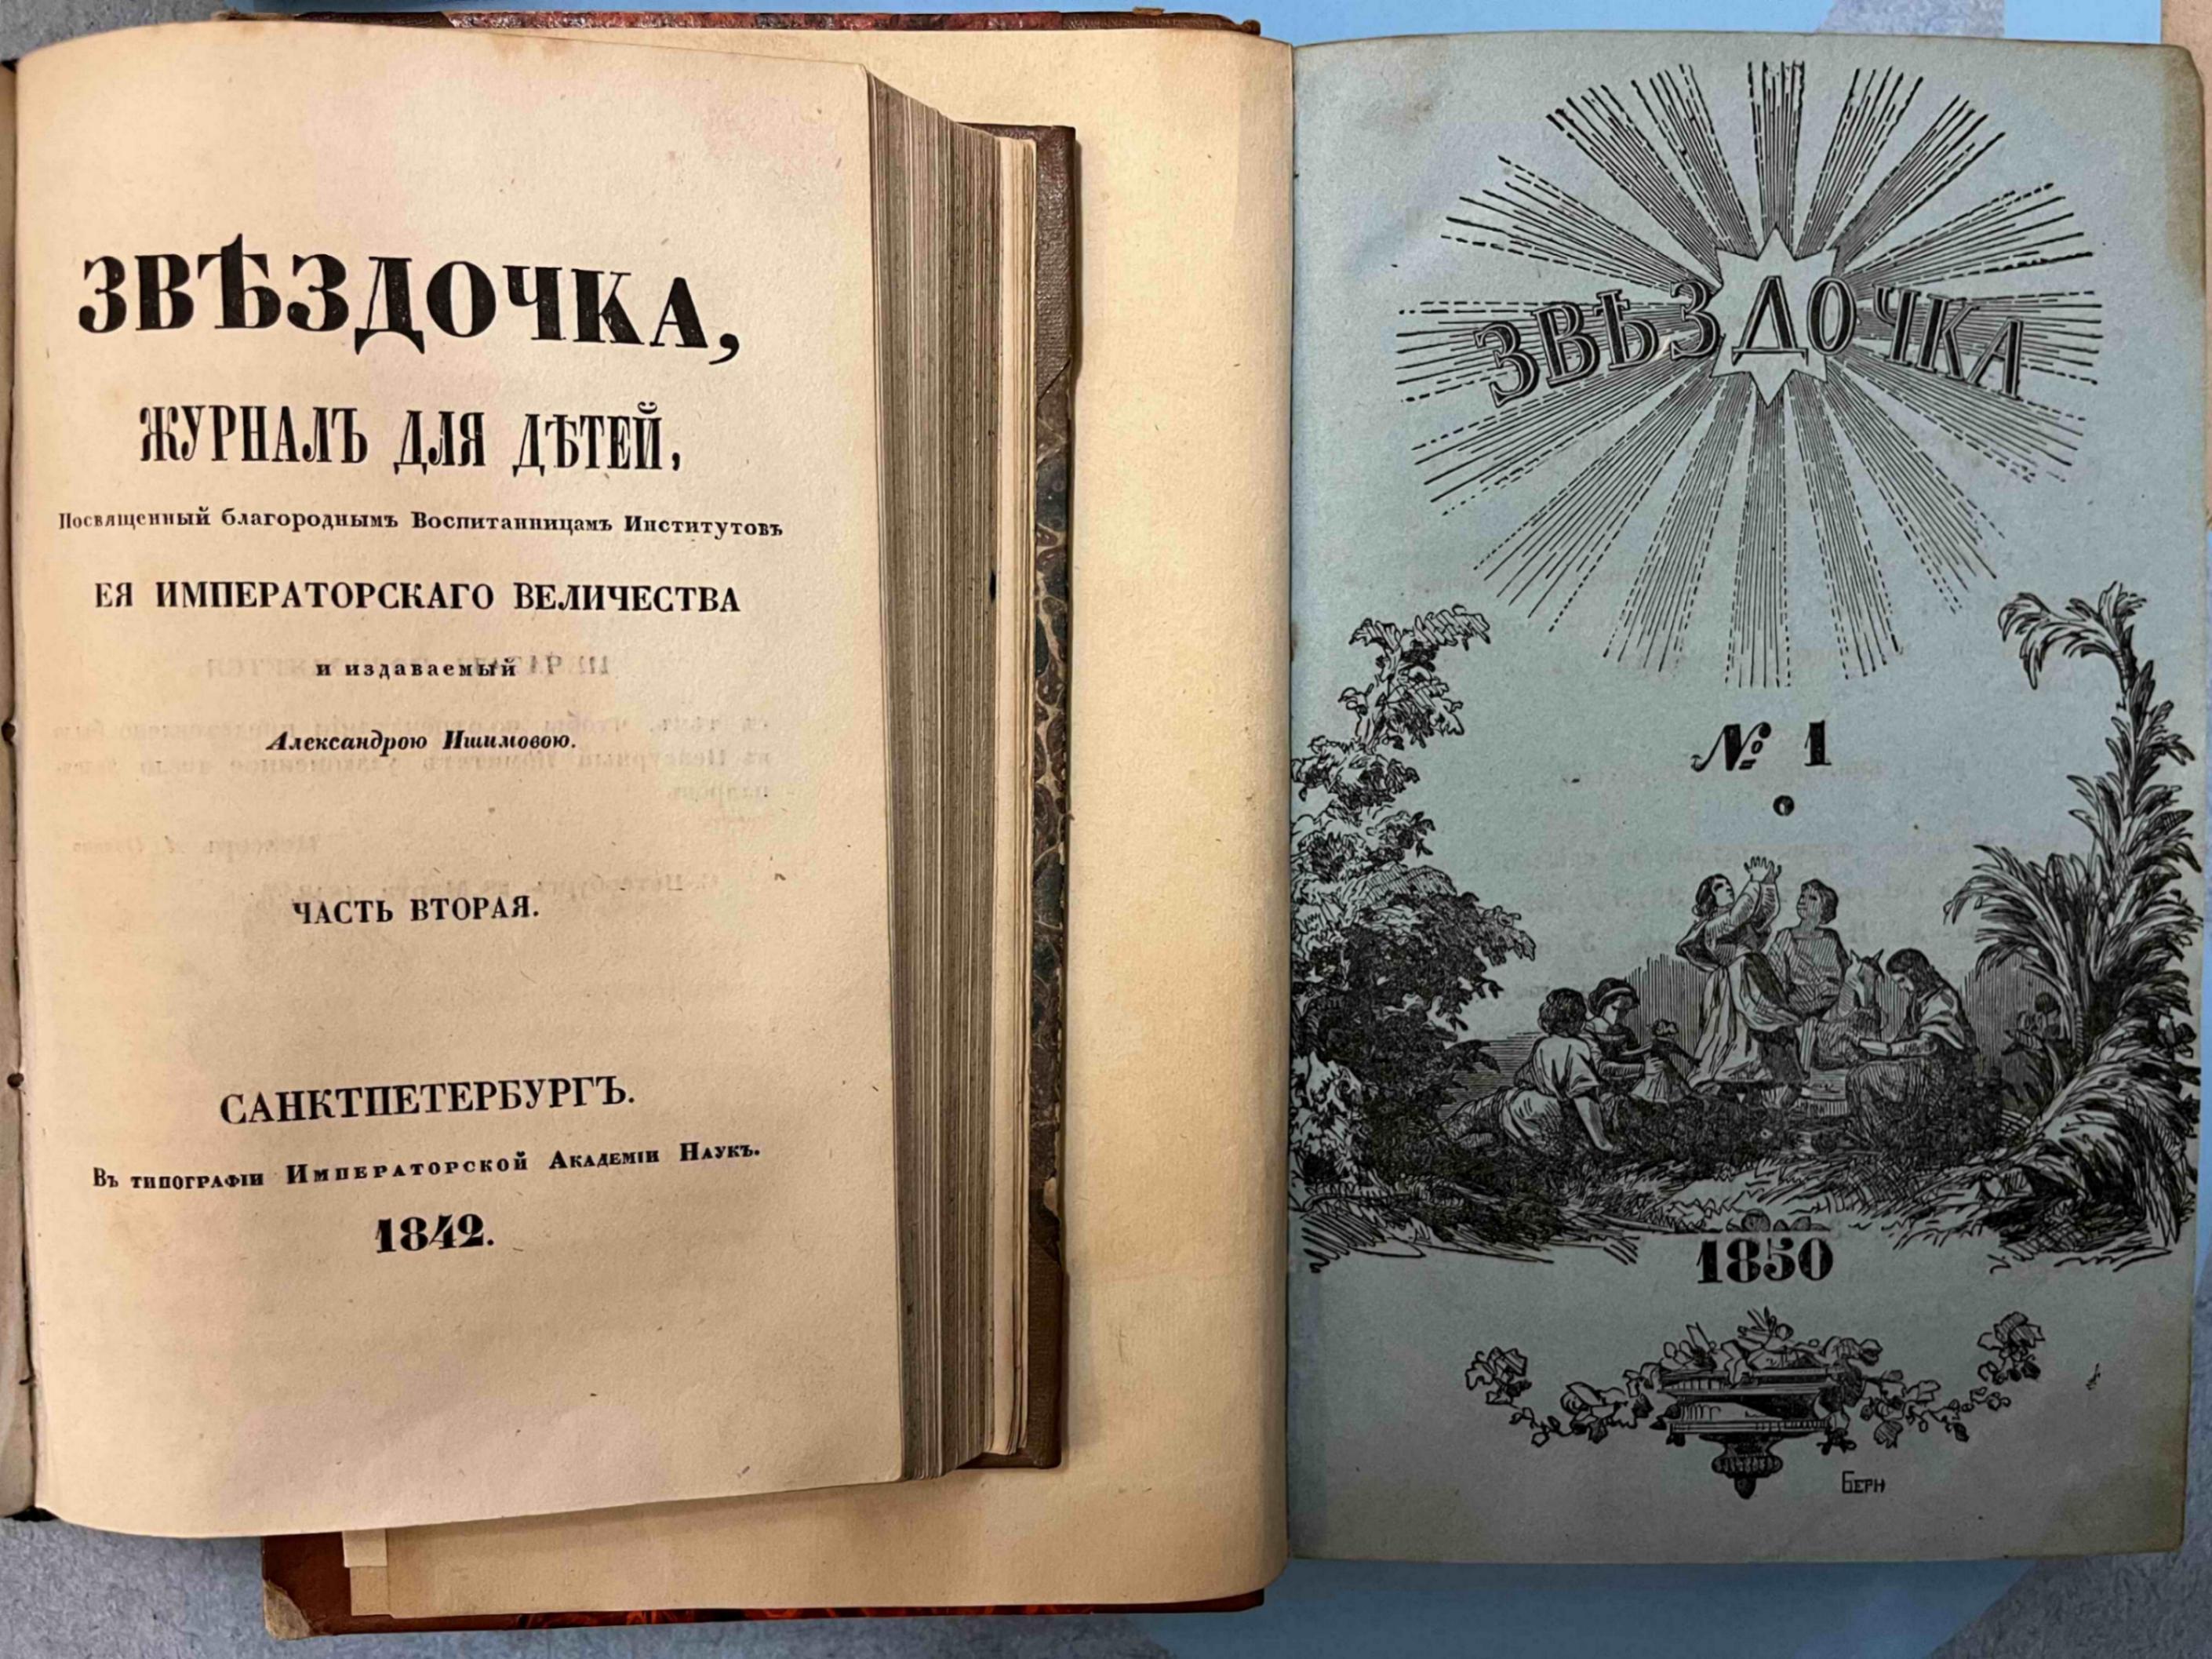 ЗВѢЗДОЧКА,
ЖУРНАЛЪ ДЛЯ ДѢТЕЙ,
Посвященный благороднымъ Воспитанницамъ Институтовъ
ЕЯ ИМПЕРАТОРСКАГО ВЕЛИЧЕСТВА
и издаваемый
Александрою Ишимовою.
ЧАСТЬ ВТОРАЯ.
САНКТПЕТЕРБУРГЪ.
Въ типографіи Императорской Академіи Наукъ.
1842.
ЗВѢЗДОЧКА
№ 1
1850
БЕРН